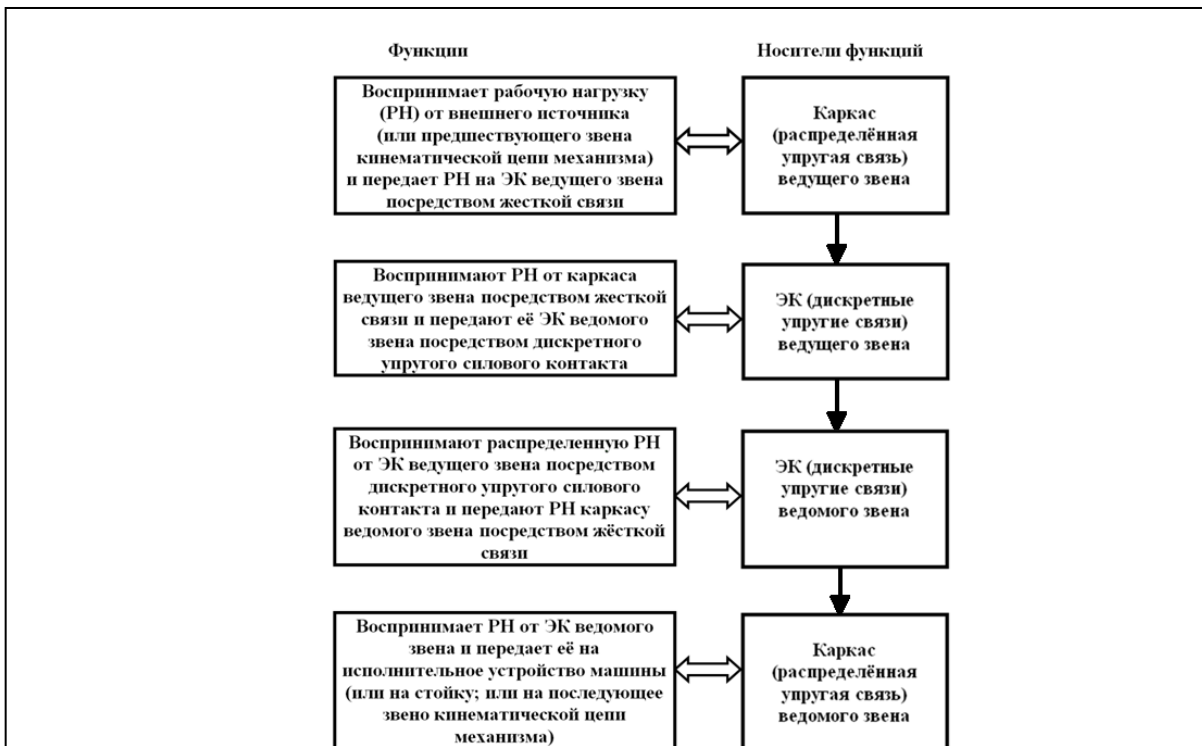 Функции
Носители функций
Воспринимает рабочую нагрузку
(РН) от внешнего источника
(или предшествующего звена
кинематической цепи механизма)
и передает РН на ЭК ведущего звена
посредством жесткой связи
Каркас
(распределённая
упругая связь)
ведущего звена
Воспринимают РН от каркаса
ведущего звена посредством жесткой
связи и передают её ЭК ведомого
звена посредством дискретного
упругого силового контакта
ЭК (дискретные
упругие связи)
ведущего звена
Воспринимают распределенную РН
от ЭК ведущего звена посредством
дискретного упругого силового
контакта и передают РН каркасу
ведомого звена посредством жёсткой
связи
ЭК (дискретные
упругие связи)
ведомого звена
Воспринимает РН от ЭК ведомого
звена и передает её на
исполнительное устройство машины
(или на стойку; или на последующее
звено кинематической цепи
механизма)
Каркас
(распределённая
упругая связь)
ведомого звена